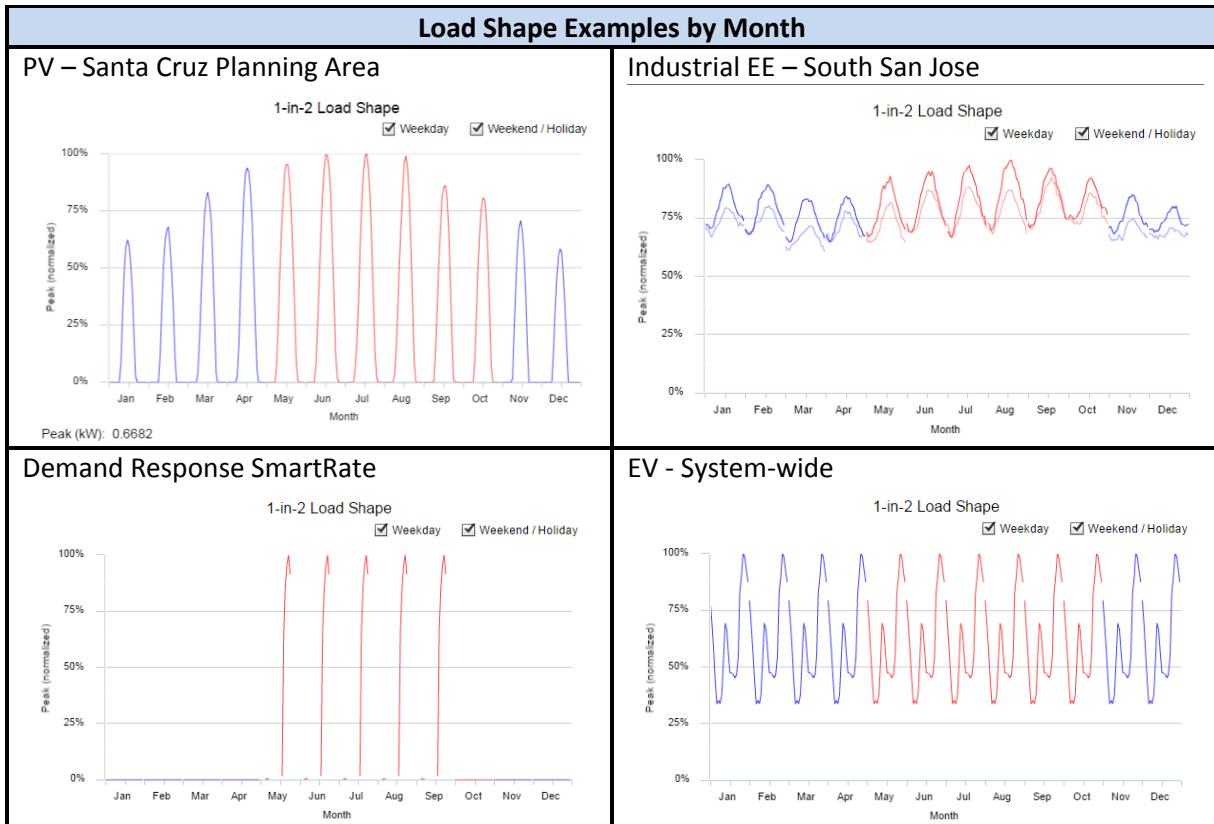 Load Shape Examples by Month
PV – Santa Cruz Planning Area
1-in-2 Load Shape
Weekday Weekend / Holiday
100%
75%
50%
25%
0%
Peak (normalized)
Jan Feb Mar Apr May Jun Jul Aug Sep Oct Nov Dec
Month
Peak (kW): 0.6682
Industrial EE – South San Jose
1-in-2 Load Shape
Weekday Weekend / Holiday
100%
75%
50%
25%
0%
Peak (normalized)
Jan Feb Mar Apr May Jun Jul Aug Sep Oct Nov Dec
Month
Demand Response SmartRate
1-in-2 Load Shape
Weekday Weekend / Holiday
100%
75%
50%
25%
0%
Peak (normalized)
Jan Feb Mar Apr May Jun Jul Aug Sep Oct Nov Dec
Month
EV - System-wide
1-in-2 Load Shape
Weekday Weekend / Holiday
100%
75%
50%
25%
0%
Peak (normalized)
Jan Feb Mar Apr May Jun Jul Aug Sep Oct Nov Dec
Month